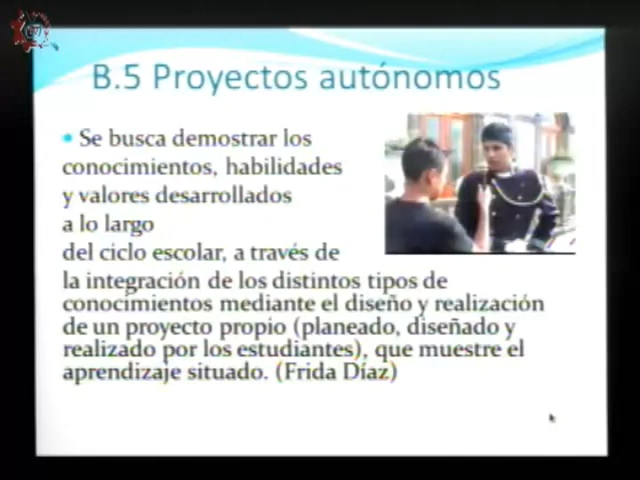 B.5 Proyectos autónomos
• Se busca demostrar los
conocimientos, habilidades
y valores desarrollados
a lo largo
del ciclo escolar, a través de
la integración de los distintos tipos de
conocimientos mediante el diseño y realización
de un proyecto propio (planeado, diseñado y
realizado por los estudiantes), que muestre el
aprendizaje situado. (Frida Díaz)